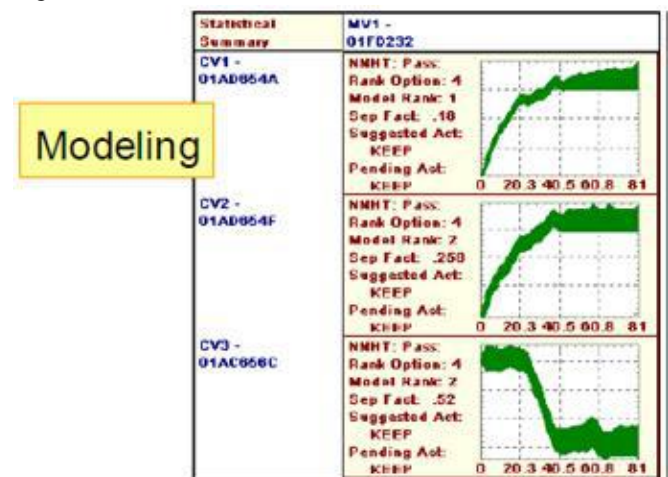 Modeling
Statistical Summary
MV1 - 01FD232
CV1 - 01AD654A
NMHT: Pass:
Rank Option: 4
Model Rank: 1
Sep Fact: .18
Suggested Act:
KEEP
Pending Act:
KEEP
0 20.3 40.5 60.8 81
CV2 - 01AD654F
NMHT: Pass:
Rank Option: 4
Model Rank: 2
Sep Fact: .258
Suggested Act:
KEEP
Pending Act:
KEEP
0 20.3 40.5 60.8 81
CV3 - 01AC656C
NMHT: Pass:
Rank Option: 4
Model Rank: 2
Sep Fact: .52
Suggested Act:
KEEP
Pending Act:
KEEP
0 20.3 40.5 60.8 81